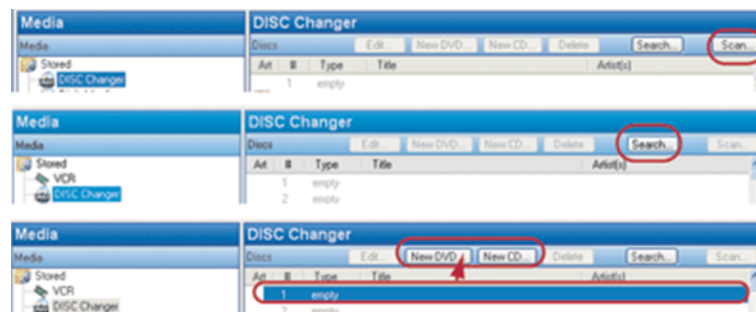 Media DISC Changer
Media Discs Edit... New DVD... New CD... Delete Search... Scan...
Stored Art # Type Title Artist(s)
DISC Changer 1 empty
Media DISC Changer
Media Discs Edit... New DVD... New CD... Delete Search... Scan...
Stored Art # Type Title Artist(s)
VCR 1 empty
DISC Changer 2 empty
Media DISC Changer
Media Discs Edit... New DVD... New CD... Delete Search... Scan...
Stored Art # Type Title Artist(s)
VCR 1 empty
DISC Changer 2 empty